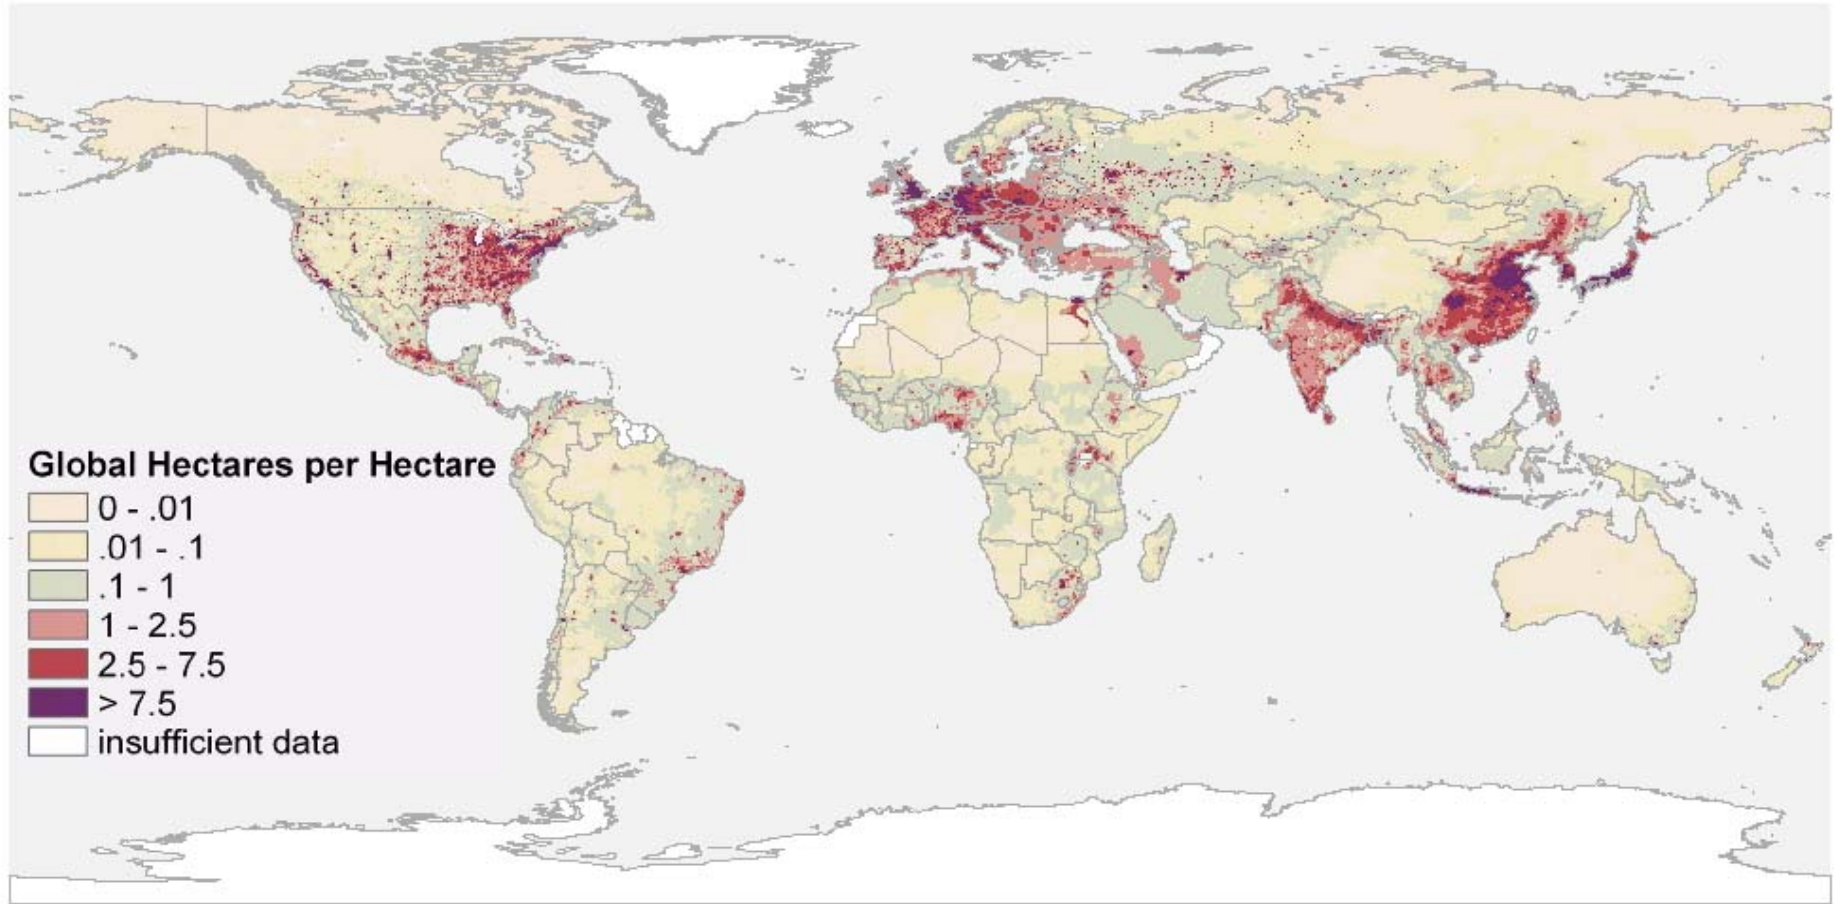 Global Hectares per Hectare
0 - .01
.01 - .1
.1 - 1
1 - 2.5
2.5 - 7.5
> 7.5
insufficient data